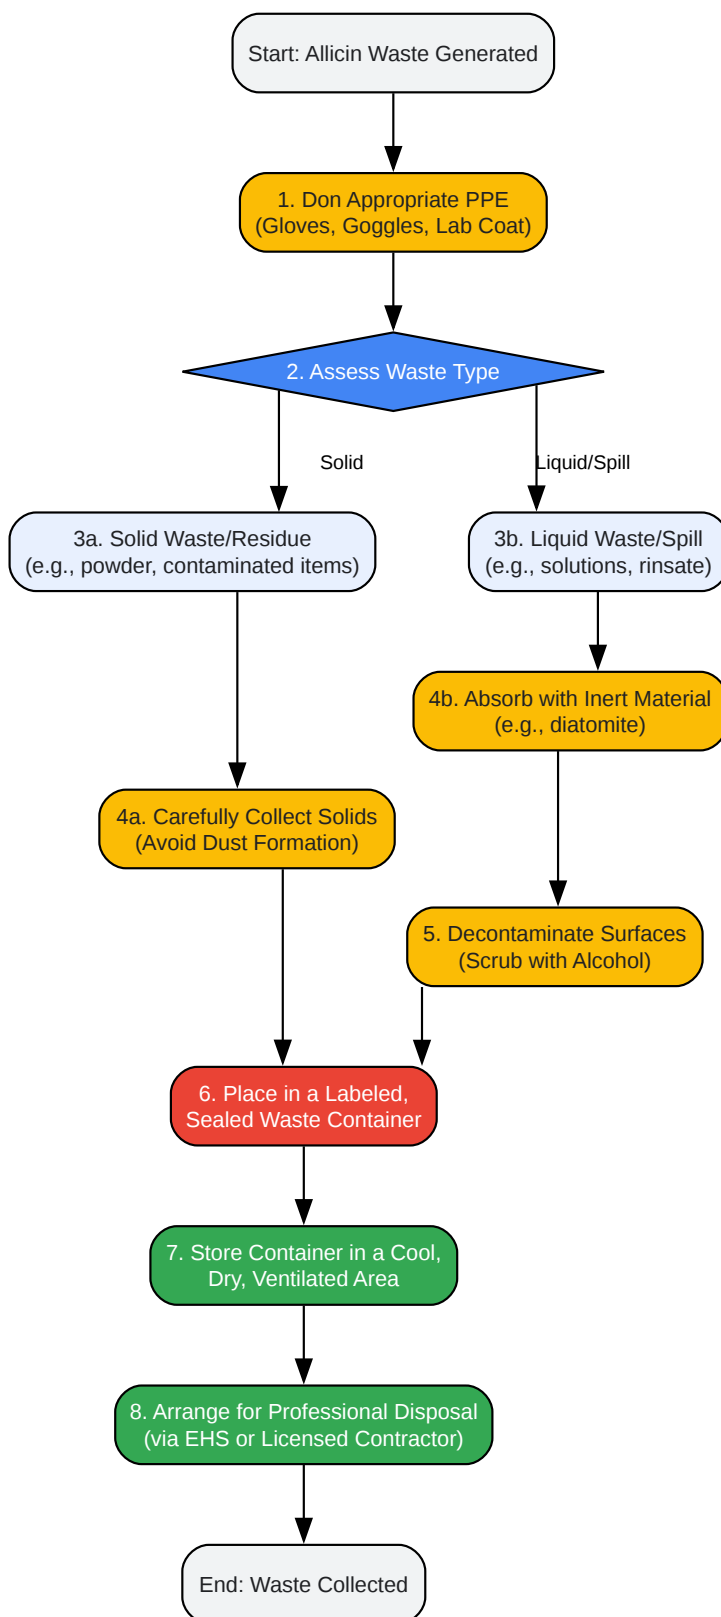 Start: Allicin Waste Generated
1. Don Appropriate PPE
(Gloves, Goggles, Lab Coat)
2. Assess Waste Type
Solid
Liquid/Spill
3a. Solid Waste/Residue
(e.g., powder, contaminated items)
3b. Liquid Waste/Spill
(e.g., solutions, rinsate)
4b. Absorb with Inert Material
(e.g., diatomite)
4a. Carefully Collect Solids
(Avoid Dust Formation)
5. Decontaminate Surfaces
(Scrub with Alcohol)
6. Place in a Labeled,
Sealed Waste Container
7. Store Container in a Cool,
Dry, Ventilated Area
8. Arrange for Professional Disposal
(via EHS or Licensed Contractor)
End: Waste Collected